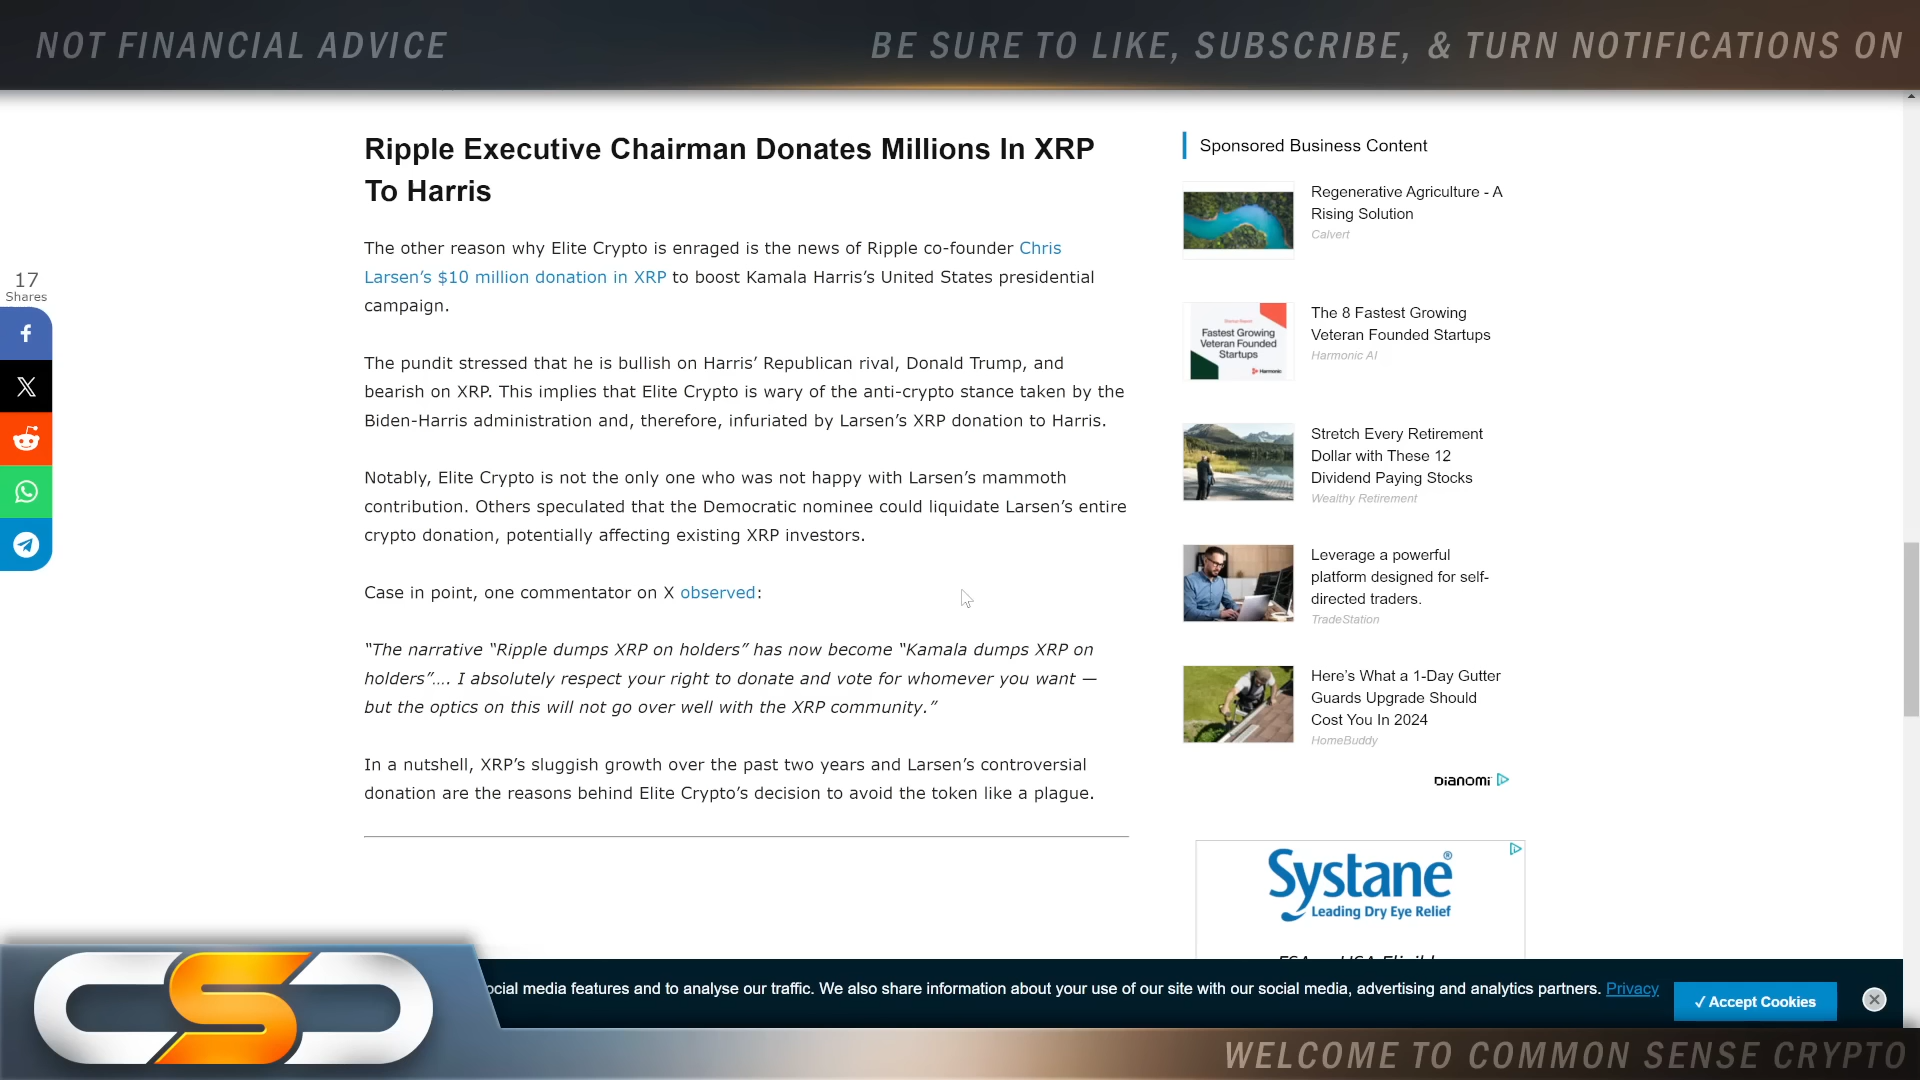 NOT FINANCIAL ADVICE
BE SURE TO LIKE, SUBSCRIBE, & TURN NOTIFICATIONS ON
Ripple Executive Chairman Donates Millions In XRP
To Harris
The other reason why Elite Crypto is enraged is the news of Ripple co-founder Chris
Larsen’s $10 million donation in XRP to boost Kamala Harris’s United States presidential
campaign.
The pundit stressed that he is bullish on Harris’ Republican rival, Donald Trump, and
bearish on XRP. This implies that Elite Crypto is wary of the anti-crypto stance taken by the
Biden-Harris administration and, therefore, infuriated by Larsen’s XRP donation to Harris.
Notably, Elite Crypto is not the only one who was not happy with Larsen’s mammoth
contribution. Others speculated that the Democratic nominee could liquidate Larsen’s entire
crypto donation, potentially affecting existing XRP investors.
Case in point, one commentator on X observed:
“The narrative “Ripple dumps XRP on holders” has now become “Kamala dumps XRP on
holders”…. I absolutely respect your right to donate and vote for whomever you want —
but the optics on this will not go over well with the XRP community.”
In a nutshell, XRP’s sluggish growth over the past two years and Larsen’s controversial
donation are the reasons behind Elite Crypto’s decision to avoid the token like a plague.
17
Shares
Sponsored Business Content
Regenerative Agriculture - A
Rising Solution
Calvert
Fastest Growing
Veteran Founded
Startups
Harmonic
The 8 Fastest Growing
Veteran Founded Startups
Harmonic AI
Stretch Every Retirement
Dollar with These 12
Dividend Paying Stocks
Wealthy Retirement
Leverage a powerful
platform designed for self-
directed traders.
TradeStation
Here’s What a 1-Day Gutter
Guards Upgrade Should
Cost You In 2024
HomeBuddy
DIANOMI
Systane®
Leading Dry Eye Relief
ocial media features and to analyse our traffic. We also share information about your use of our site with our social media, advertising and analytics partners. Privacy
✓ Accept Cookies
CSC
WELCOME TO COMMON SENSE CRYPTO